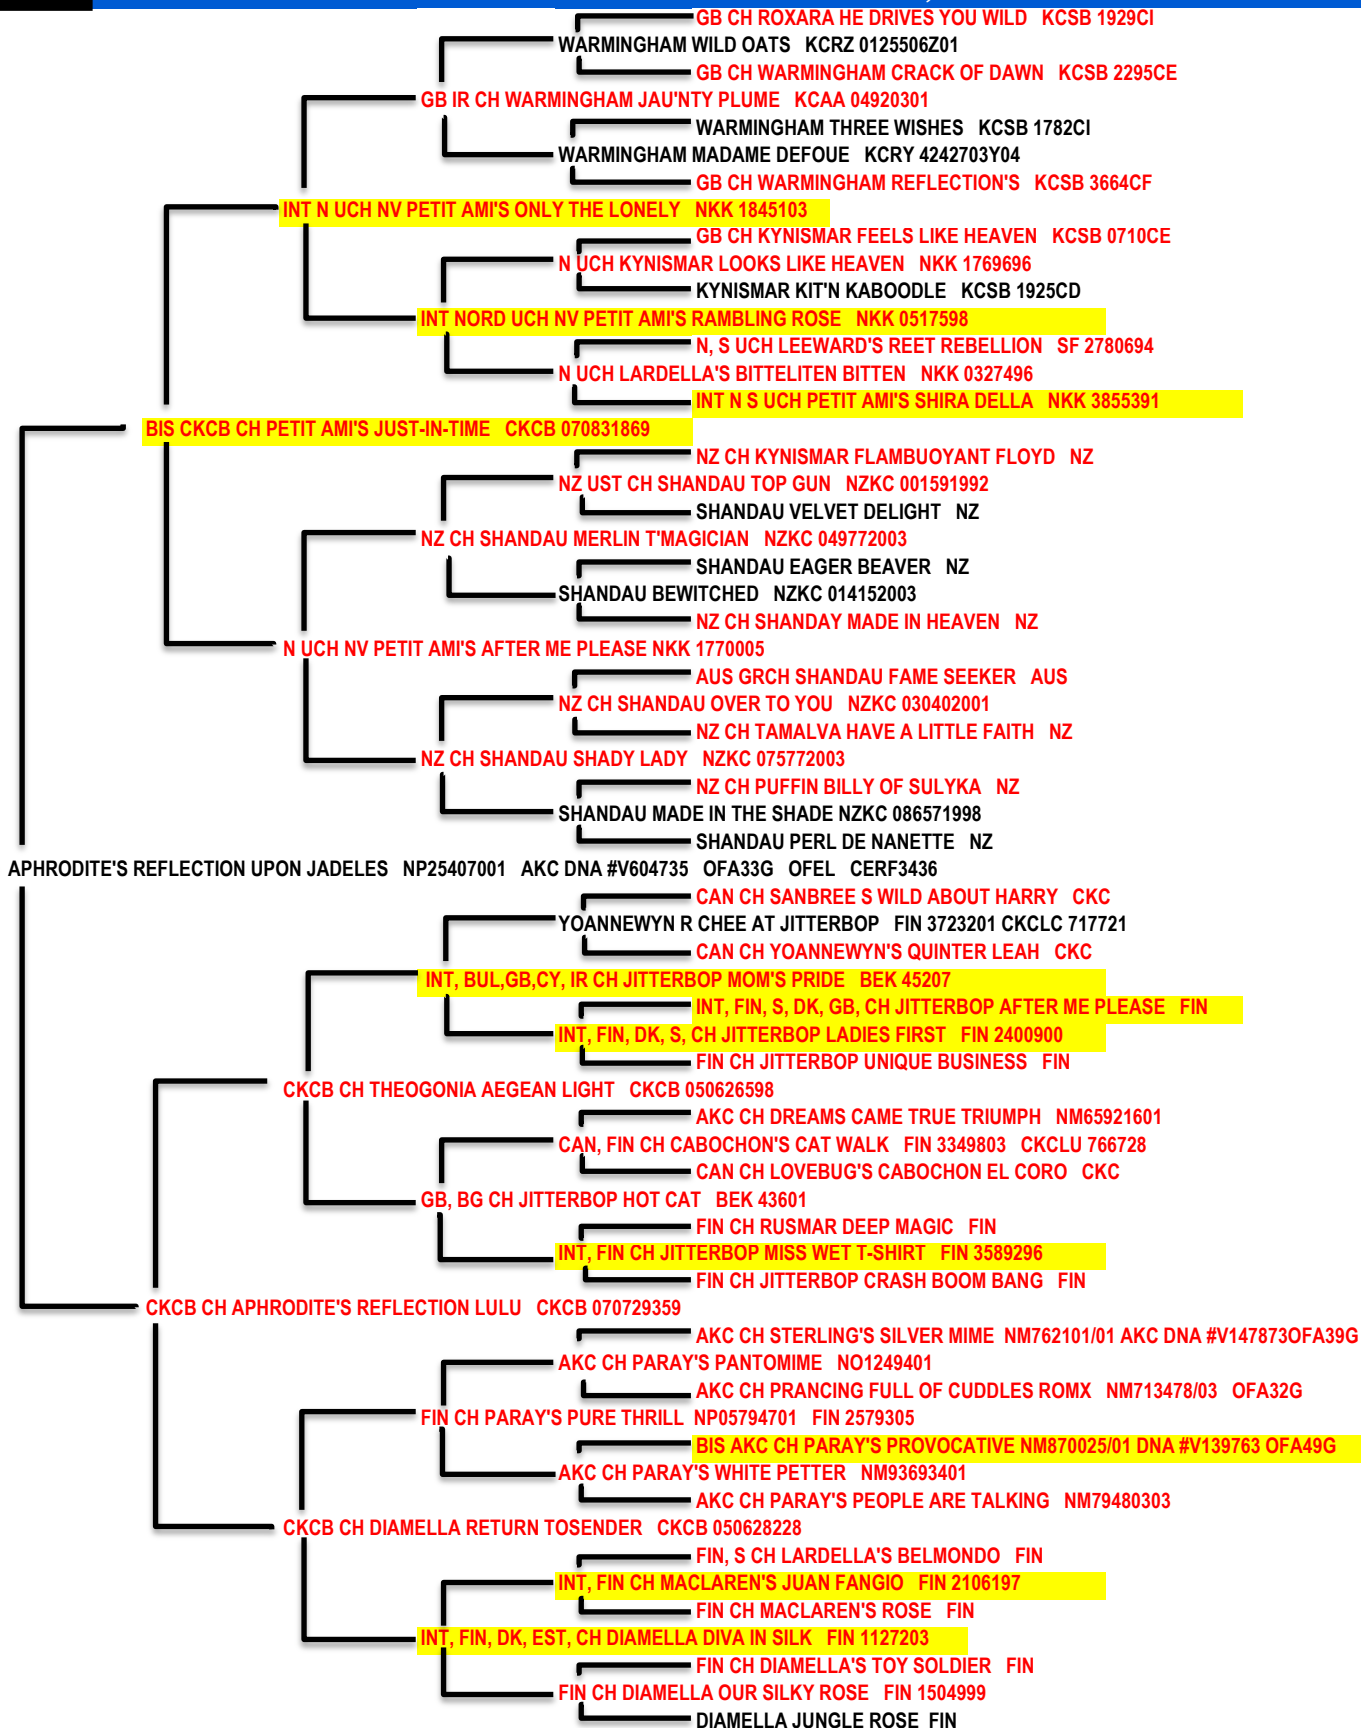 GB CH ROXARA HE DRIVES YOU WILD KCSB 1929CI
WARMINGHAM WILD OATS KCRZ 0125506Z01
GB CH WARMINGHAM CRACK OF DAWN KCSB 2295CE
GB IR CH WARMINGHAM JAU'NTY PLUME KCAA 04920301
WARMINGHAM THREE WISHES KCSB 1782CI
WARMINGHAM MADAME DEFOUE KCRY 4242703Y04
GB CH WARMINGHAM REFLECTION'S KCSB 3664CF
INT N UCH NV PETIT AMI'S ONLY THE LONELY NKK 1845103
GB CH KYNISMAR FEELS LIKE HEAVEN KCSB 0710CE
N UCH KYNISMAR LOOKS LIKE HEAVEN NKK 1769696
KYNISMAR KIT'N KABOODLE KCSB 1925CD
INT NORD UCH NV PETIT AMI'S RAMBLING ROSE NKK 0517598
N, S UCH LEEWARD'S REET REBELLION SF 2780694
N UCH LARDELLA'S BITTELITEN BITTEN NKK 0327496
INT N S UCH PETIT AMI'S SHIRA DELLA NKK 3855391
BIS CKCB CH PETIT AMI'S JUST-IN-TIME CKCB 070831869
NZ CH KYNISMAR FLAMBUOYANT FLOYD NZ
NZ UST CH SHANDAU TOP GUN NZKC 001591992
SHANDAU VELVET DELIGHT NZ
NZ CH SHANDAU MERLIN T'MAGICIAN NZKC 049772003
SHANDAU EAGER BEAVER NZ
SHANDAU BEWITCHED NZKC 014152003
NZ CH SHANDAY MADE IN HEAVEN NZ
N UCH NV PETIT AMI'S AFTER ME PLEASE NKK 1770005
AUS GRCH SHANDAU FAME SEEKER AUS
NZ CH SHANDAU OVER TO YOU NZKC 030402001
NZ CH TAMALVA HAVE A LITTLE FAITH NZ
NZ CH SHANDAU SHADY LADY NZKC 075772003
NZ CH PUFFIN BILLY OF SULYKA NZ
SHANDAU MADE IN THE SHADE NZKC 086571998
SHANDAU PERL DE NANETTE NZ
APHRODITE'S REFLECTION UPON JADELES NP25407001 AKC DNA #V604735 OFA33G OFEL CERF3436
CAN CH SANBREE S WILD ABOUT HARRY CKC
YOANNEWYN R CHEE AT JITTERBOP FIN 3723201 CKCLC 717721
CAN CH YOANNEWYN'S QUINTER LEAH CKC
INT, BUL,GB,CY, IR CH JITTERBOP MOM'S PRIDE BEK 45207
INT, FIN, S, DK, GB, CH JITTERBOP AFTER ME PLEASE FIN
INT, FIN, DK, S, CH JITTERBOP LADIES FIRST FIN 2400900
FIN CH JITTERBOP UNIQUE BUSINESS FIN
CKCB CH THEOGONIA AEGEAN LIGHT CKCB 050626598
AKC CH DREAMS CAME TRUE TRIUMPH NM65921601
CAN, FIN CH CABOCHON'S CAT WALK FIN 3349803 CKCLU 766728
CAN CH LOVEBUG'S CABOCHON EL CORO CKC
GB, BG CH JITTERBOP HOT CAT BEK 43601
FIN CH RUSMAR DEEP MAGIC FIN
INT, FIN CH JITTERBOP MISS WET T-SHIRT FIN 3589296
FIN CH JITTERBOP CRASH BOOM BANG FIN
CKCB CH APHRODITE'S REFLECTION LULU CKCB 070729359
AKC CH STERLING'S SILVER MIME NM762101/01 AKC DNA #V147873OFA39G
AKC CH PARAY'S PANTOMIME NO1249401
AKC CH PRANCING FULL OF CUDDLES ROMX NM713478/03 OFA32G
FIN CH PARAY'S PURE THRILL NP05794701 FIN 2579305
BIS AKC CH PARAY'S PROVOCATIVE NM870025/01 DNA #V139763 OFA49G
AKC CH PARAY'S WHITE PETTER NM93693401
AKC CH PARAY'S PEOPLE ARE TALKING NM79480303
CKCB CH DIAMELLA RETURN TOSENDER CKCB 050628228
FIN, S CH LARDELLA'S BELMONDO FIN
INT, FIN CH MACLAREN'S JUAN FANGIO FIN 2106197
FIN CH MACLAREN'S ROSE FIN
INT, FIN, DK, EST, CH DIAMELLA DIVA IN SILK FIN 1127203
FIN CH DIAMELLA'S TOY SOLDIER FIN
FIN CH DIAMELLA OUR SILKY ROSE FIN 1504999
DIAMELLA JUNGLE ROSE FIN